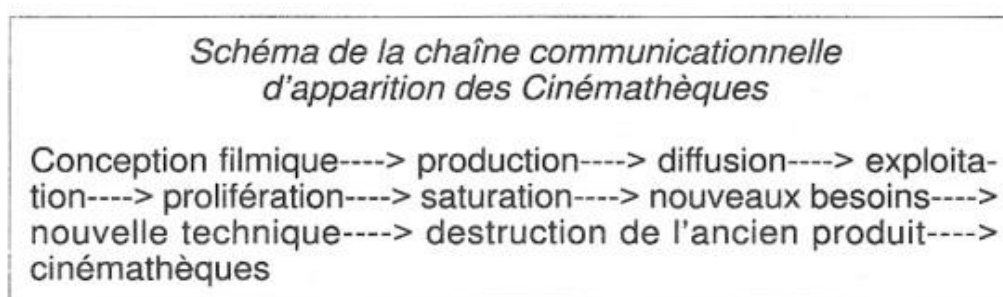 Schéma de la chaîne communicationnelle
d'apparition des Cinémathèques
Conception filmique----> production----> diffusion----> exploita-
tion----> prolifération----> saturation----> nouveaux besoins---->
nouvelle technique----> destruction de l'ancien produit---->
cinémathèques